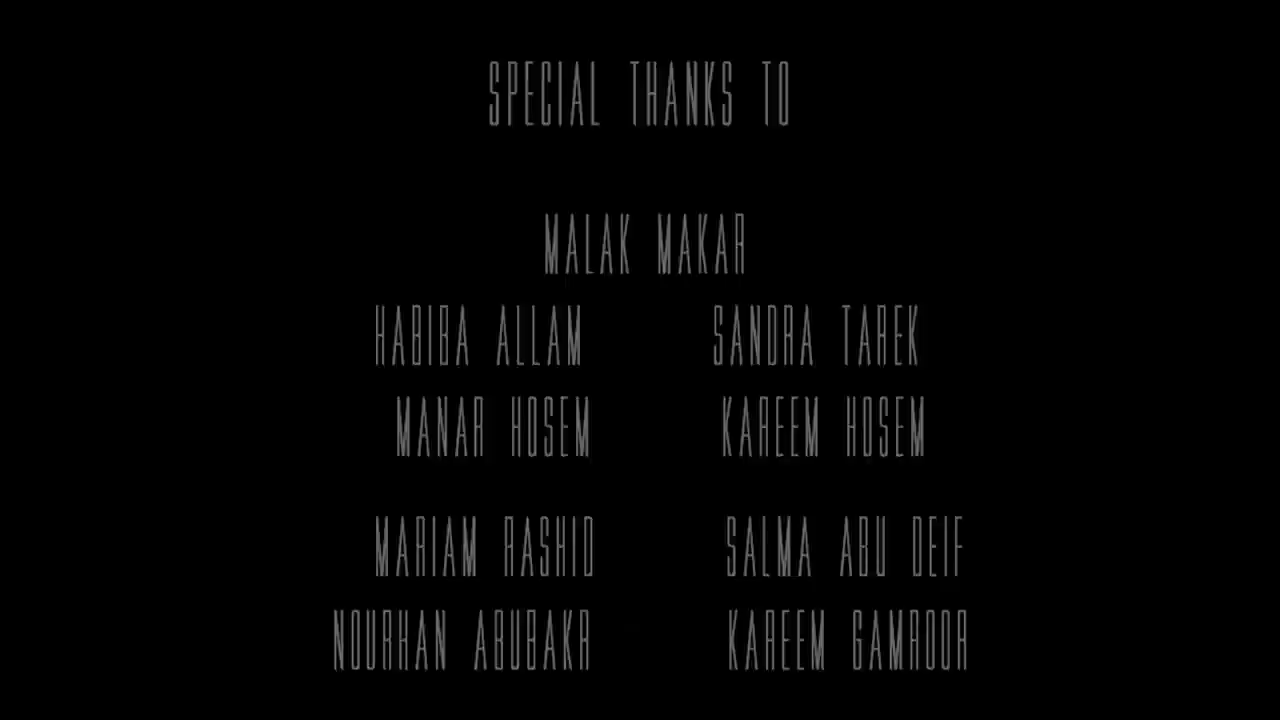 SPECIAL THANKS TO
MALAK MAKAR
HABIBA ALLAM SANDRA TAREK
MANAR HOSEM KAREEM HOSEM
MARIAM RASHID SALMA ABU DEIF
NOURHAN ABUBAKR KAREEM GAMROOR